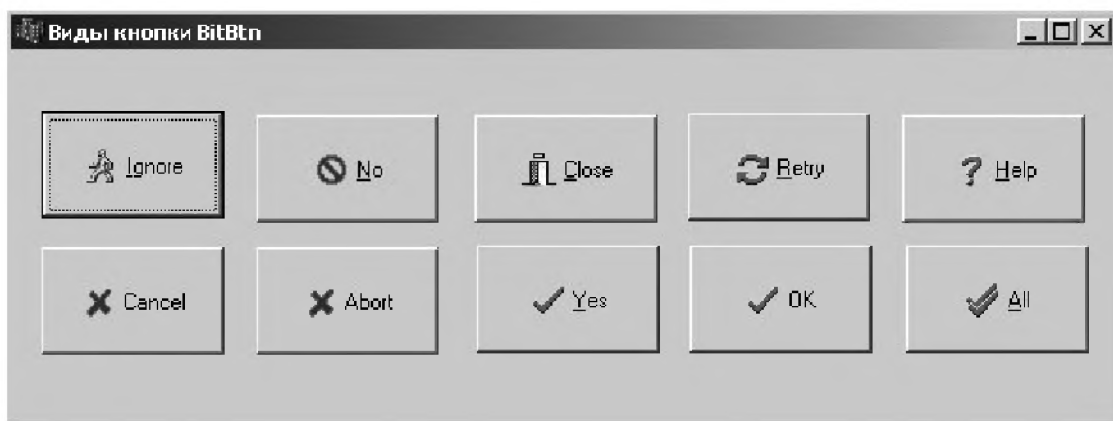 Виды кнопки BitBtn
Ignore No Close Retry Help
Cancel Abort Yes OK All